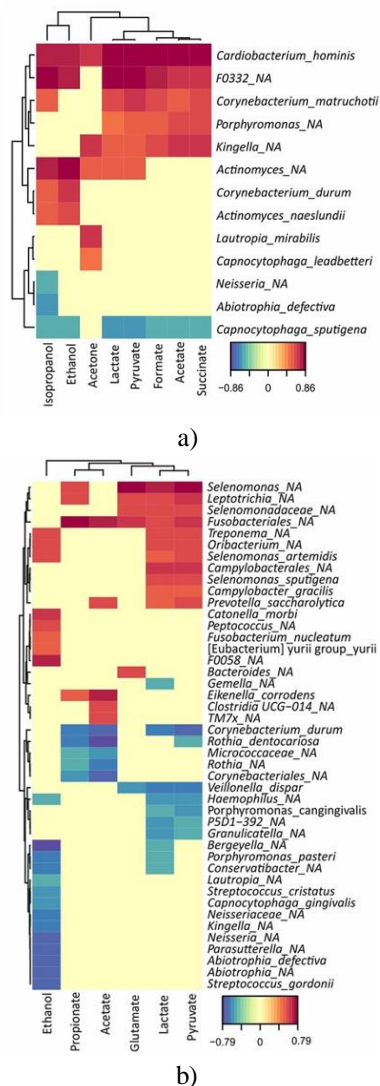 a)
Cardiobacterium_hominis
F0332_NA
Corynebacterium_matruchotii
Porphyromonas_NA
Kingella_NA
Actinomyces_NA
Corynebacterium_durum
Actinomyces_naeslundii
Lautropia_mirabilis
Capnocytophaga_leadbetteri
Neisseria_NA
Abiotrophia_defectiva
Capnocytophaga_sputigena
Isopropanol
Ethanol
Acetone
Lactate
Pyruvate
Formate
Acetate
Succinate
-0.86 0 0.86
a)
Selenomonas_NA
Leptotrichia_NA
Selenomonadaceae_NA
Fusobacteriales_NA
Treponema_NA
Oribacterium_NA
Selenomonas_artemidis
Campylobacterales_NA
Selenomonas_sputigena
Campylobacter_gracilis
Prevotella_saccharolytica
Catonella_morbi
Peptococcus_NA
Fusobacterium_nucleatum
[Eubacterium] yurii group_yurii
F0058_NA
Bacteroides_NA
Gemella_NA
Eikenella_corrodens
Clostridia UCG-014_NA
TM7x_NA
Corynebacterium_durum
Rothia_dentocariosa
Micrococcaceae_NA
Rothia_NA
Corynebacteriales_NA
Veillonella_dispar
Haemophilus_NA
Porphyromonas_cangingivalis
P5D1-392_NA
Granulicatella_NA
Bergeyella_NA
Porphyromonas_pasteri
Conservatibacter_NA
Lautropia_NA
Streptococcus_cristatus
Capnocytophaga_gingivalis
Neisseriaceae_NA
Kingella_NA
Neisseria_NA
Parasutterella_NA
Abiotrophia_defectiva
Abiotrophia_NA
Streptococcus_gordonii
Ethanol
Propionate
Acetate
Glutamate
Lactate
Pyruvate
-0.79 0 0.79
b)